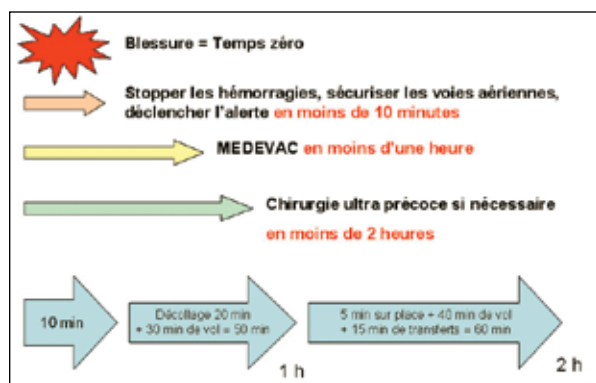 Blessure = Temps zéro
Stopper les hémorragies, sécuriser les voies aériennes,
déclencher l'alerte en moins de 10 minutes
MEDEVAC en moins d'une heure
Chirurgie ultra précoce si nécessaire
en moins de 2 heures
10 min
Décollage 20 min
+ 30 min de vol = 50 min
5 min sur place + 40 min de vol
+ 15 min de transferts = 60 min
1 h
2 h